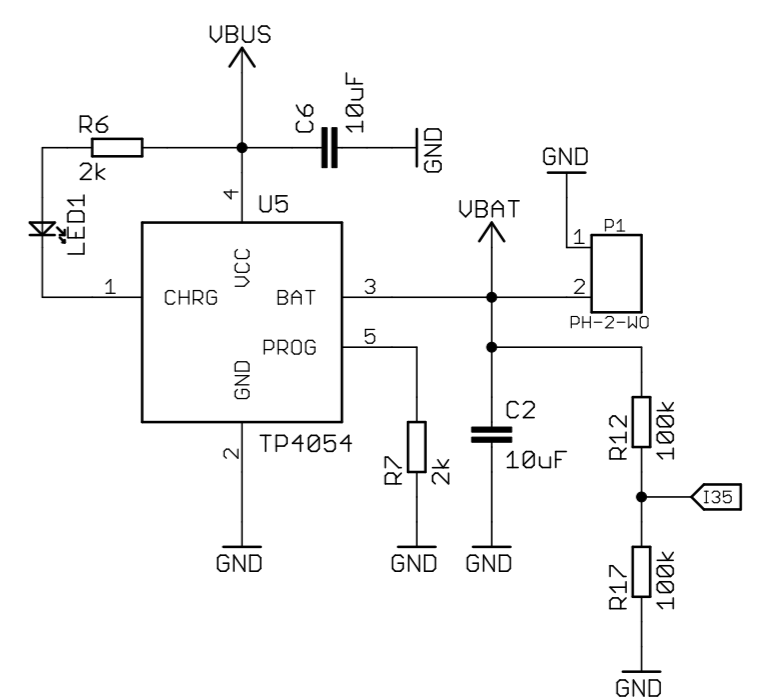 VBUS
R6
2k
C6
10uF
GND
GND
LED1
4
U5
VBAT
P1
1
2
PH-2-WO
1
CHRG
VCC
BAT
3
PROG
5
GND
2
TP4054
R7
2k
C2
10uF
R12
100k
I35
R17
100k
GND
GND
GND
GND